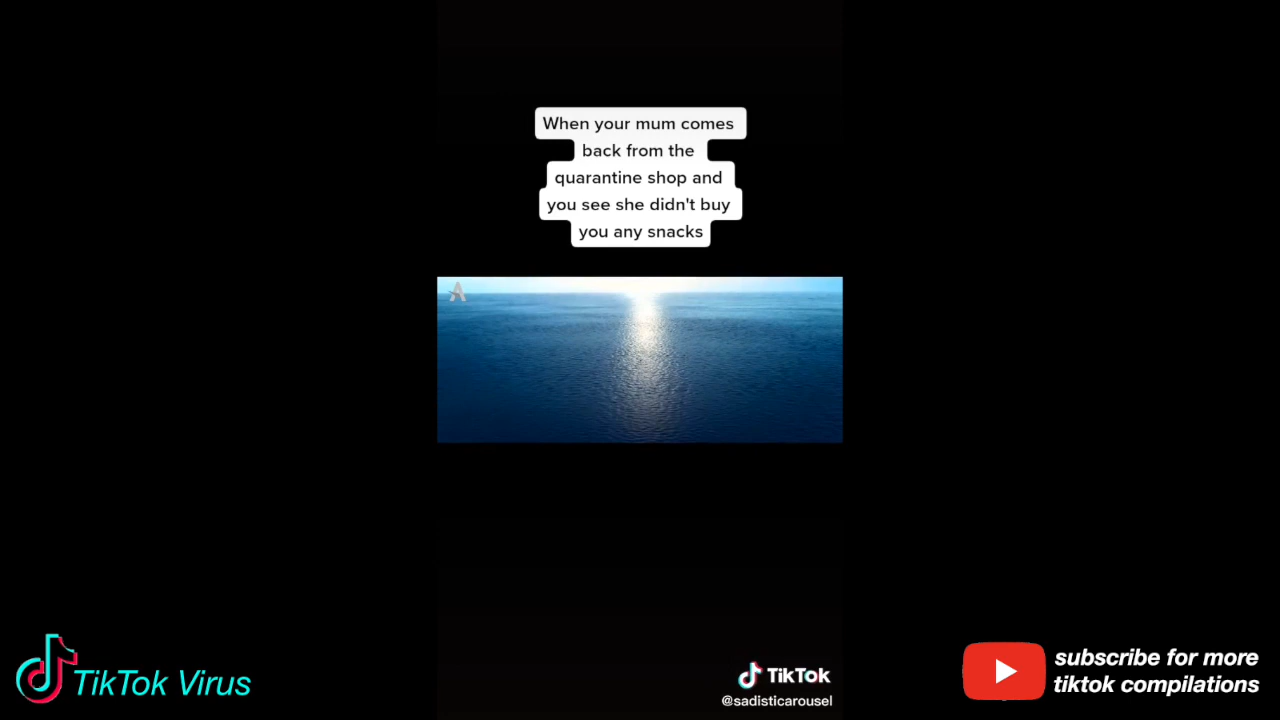 When your mum comes
back from the
quarantine shop and
you see she didn't buy
you any snacks
A
TikTok
@sadisticarousel
TikTok Virus
subscribe for more
tiktok compilations